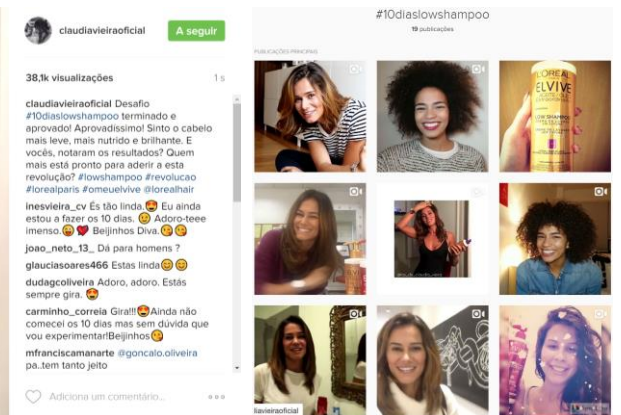 claudiavieiraoficial
A seguir
38,1k visualizações
1 s
claudiavieiraoficial Desafio
#10diaslowshampoo terminado e
aprovado! Aprovadissimo! Sinto o cabelo
mais leve, mais nutrido e brilhante. E
vocês, notaram os resultados? Quem
mais está pronto para aderir a esta
revolução? #lowshampoo #revolucao
#lorealparis #omeuelvive @lorealhair
inesvieira_cv És tão linda.😍 Eu ainda
estou a fazer os 10 dias. 🙂 Adoro-teee
imenso.😝❤️ Beijinhos Diva.😘😘
joao_neto_13_ Dá para homens ?
glauciasoares466 Estas linda😊😊
dudagcoliveira Adoro, adoro. Estás
sempre gira. 😍
carminho_correia Gira!!!😍Ainda não
comecei os 10 dias mas sem dúvida que
vou experimentar!Beijinhos😘
mfranciscamanarte @goncalo.oliveira
pa..tem tanto jeito
Adiciona um comentário...
#10diaslowshampoo
19 publicações
PUBLICAÇÕES PRINCIPAIS
L'ORÉAL
ELVIVE
LOW SHAMPOO
lavieiraoficial